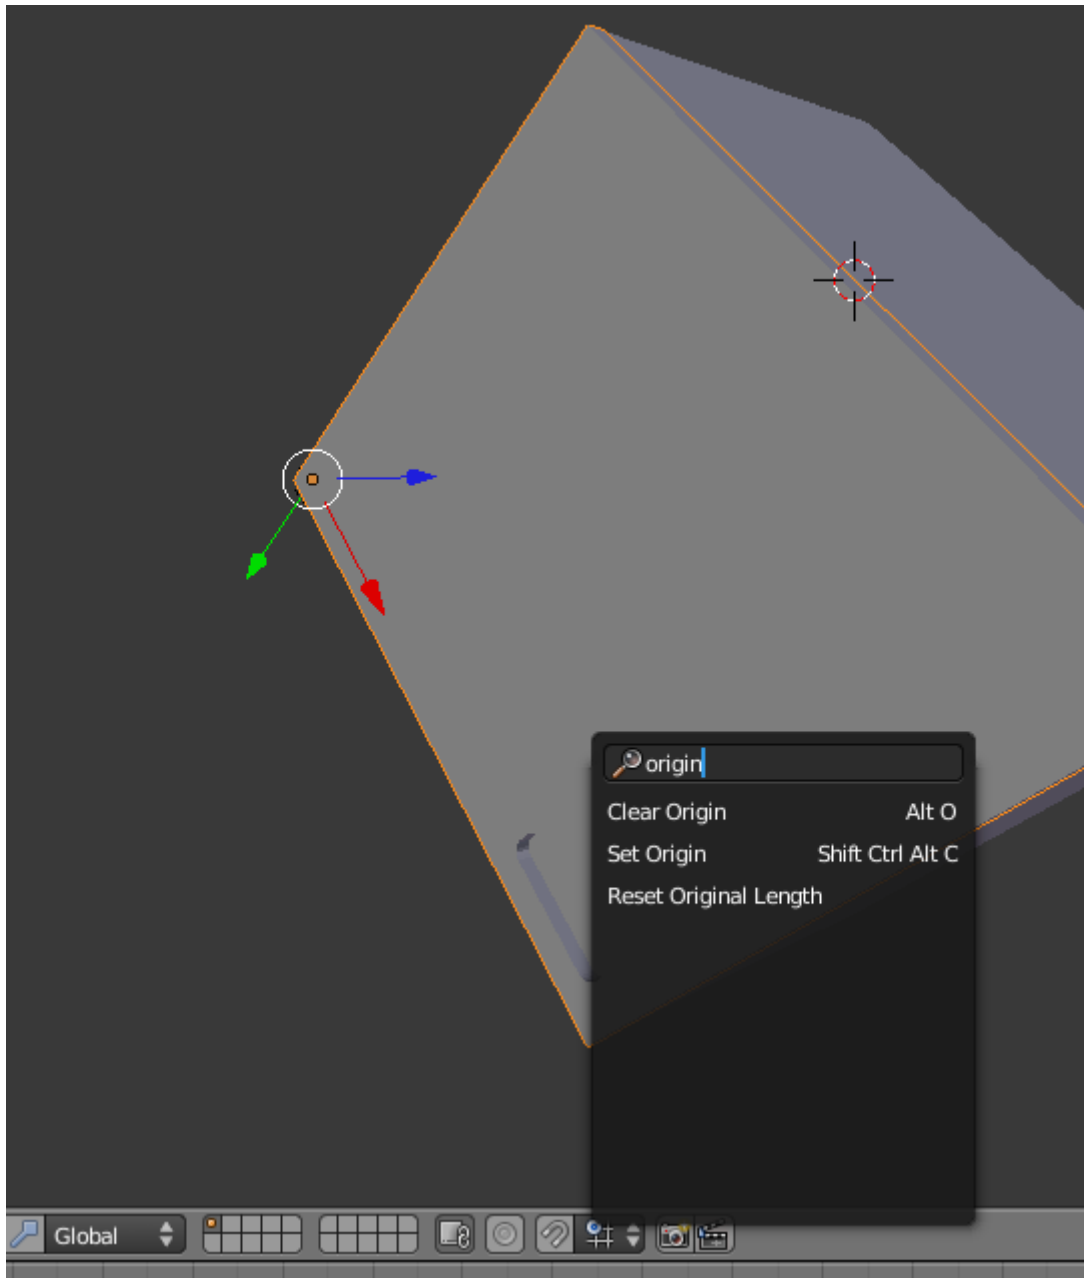 origin
Clear Origin Alt O
Set Origin Shift Ctrl Alt C
Reset Original Length
Global